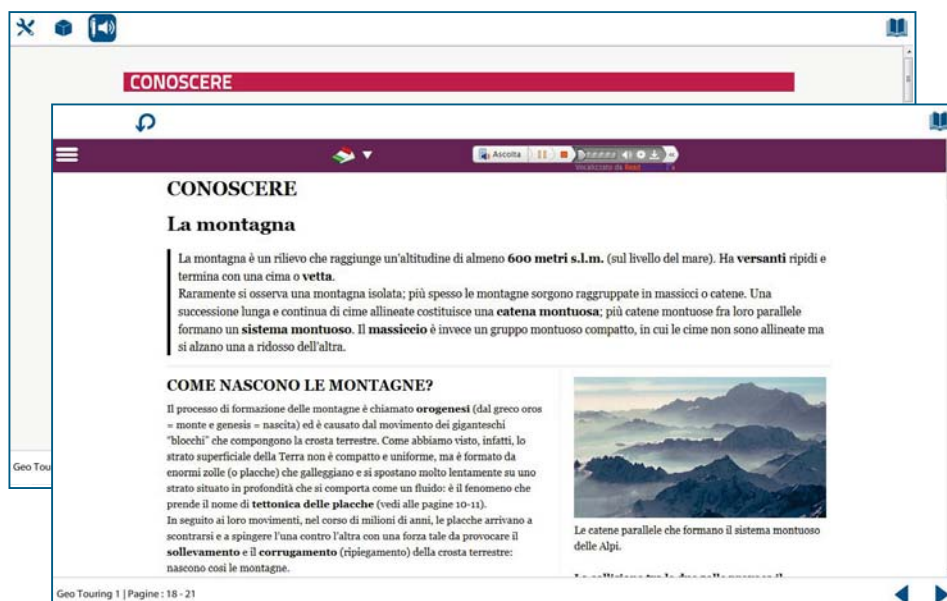 CONOSCERE
Ascolta
Vocalizzato da Read
CONOSCERE
La montagna
La montagna è un rilievo che raggiunge un'altitudine di almeno 600 metri s.l.m. (sul livello del mare). Ha versanti ripidi e
termina con una cima o vetta.
Raramente si osserva una montagna isolata; più spesso le montagne sorgono raggruppate in massicci o catene. Una
successione lunga e continua di cime allineate costituisce una catena montuosa; più catene montuose fra loro parallele
formano un sistema montuoso. Il massiccio è invece un gruppo montuoso compatto, in cui le cime non sono allineate ma
si alzano una a ridosso dell'altra.
COME NASCONO LE MONTAGNE?
Il processo di formazione delle montagne è chiamato orogenesi (dal greco oros
= monte e genesis = nascita) ed è causato dal movimento dei giganteschi
"blocchi" che compongono la crosta terrestre. Come abbiamo visto, infatti, lo
strato superficiale della Terra non è compatto e uniforme, ma è formato da
enormi zolle (o placche) che galleggiano e si spostano molto lentamente su uno
strato situato in profondità che si comporta come un fluido: è il fenomeno che
prende il nome di tettonica delle placche (vedi alle pagine 10-11).
In seguito ai loro movimenti, nel corso di milioni di anni, le placche arrivano a
scontrarsi e a spingere l'una contro l'altra con una forza tale da provocare il
sollevamento e il corrugamento (ripiegamento) della crosta terrestre:
nascono così le montagne.
Le catene parallele che formano il sistema montuoso
delle Alpi.
Geo Tou
Geo Touring 1 | Pagine : 18 - 21